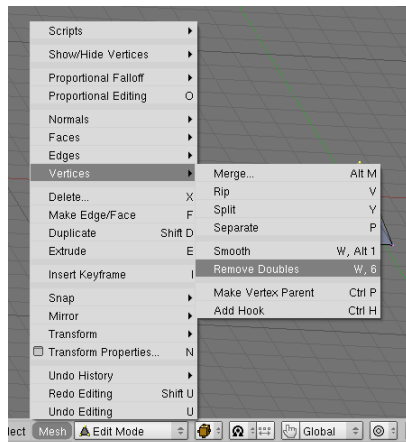 Scripts
Show/Hide Vertices
Proportional Falloff
Proportional Editing O
Normals
Faces
Edges
Vertices
Delete... X
Make Edge/Face F
Duplicate Shift D
Extrude E
Insert Keyframe I
Snap
Mirror
Transform
Transform Properties... N
Undo History
Redo Editing Shift U
Undo Editing U
Merge... Alt M
Rip V
Split Y
Separate P
Smooth W, Alt 1
Remove Doubles W, 6
Make Vertex Parent Ctrl P
Add Hook Ctrl H
lect Mesh Edit Mode Global